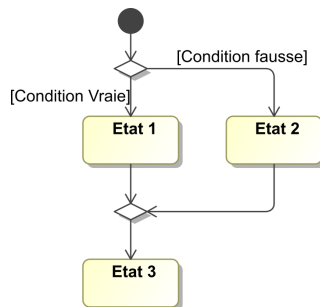 [Condition fausse]
[Condition Vraie]
Etat 1
Etat 2
Etat 3